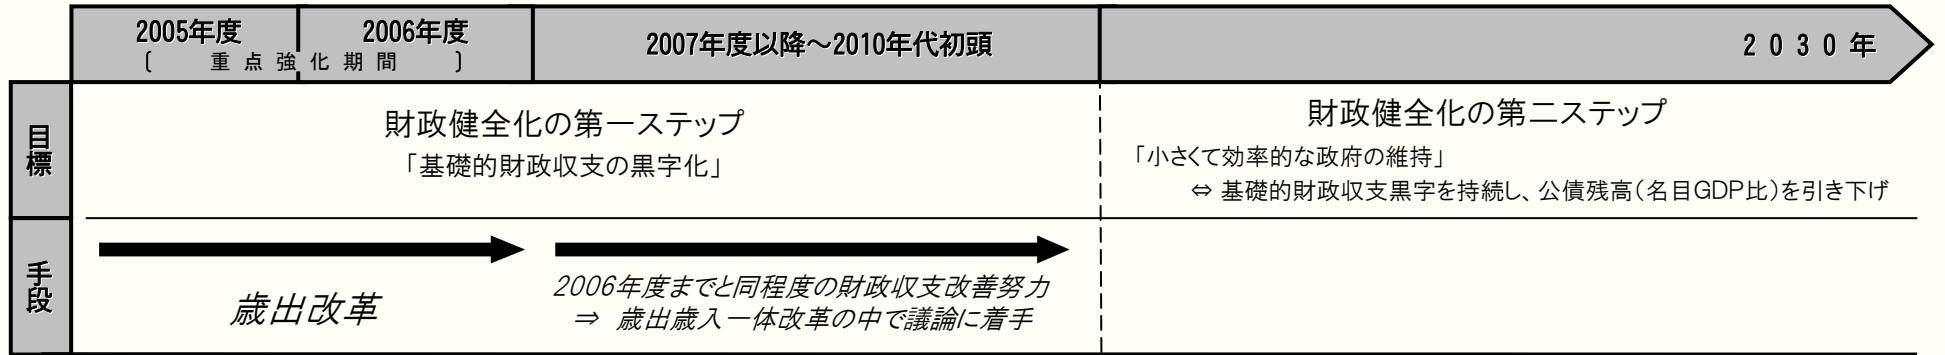 2005年度
2006年度
〔　重点強化期間　〕
2007年度以降～2010年代初頭
2030年
目標
財政健全化の第一ステップ
「基礎的財政収支の黒字化」
財政健全化の第二ステップ
「小さくて効率的な政府の維持」
⇔ 基礎的財政収支黒字を持続し、公債残高（名目GDP比）を引き下げ
手段
歳出改革
2006年度までと同程度の財政収支改善努力
⇒　歳出歳入一体改革の中で議論に着手